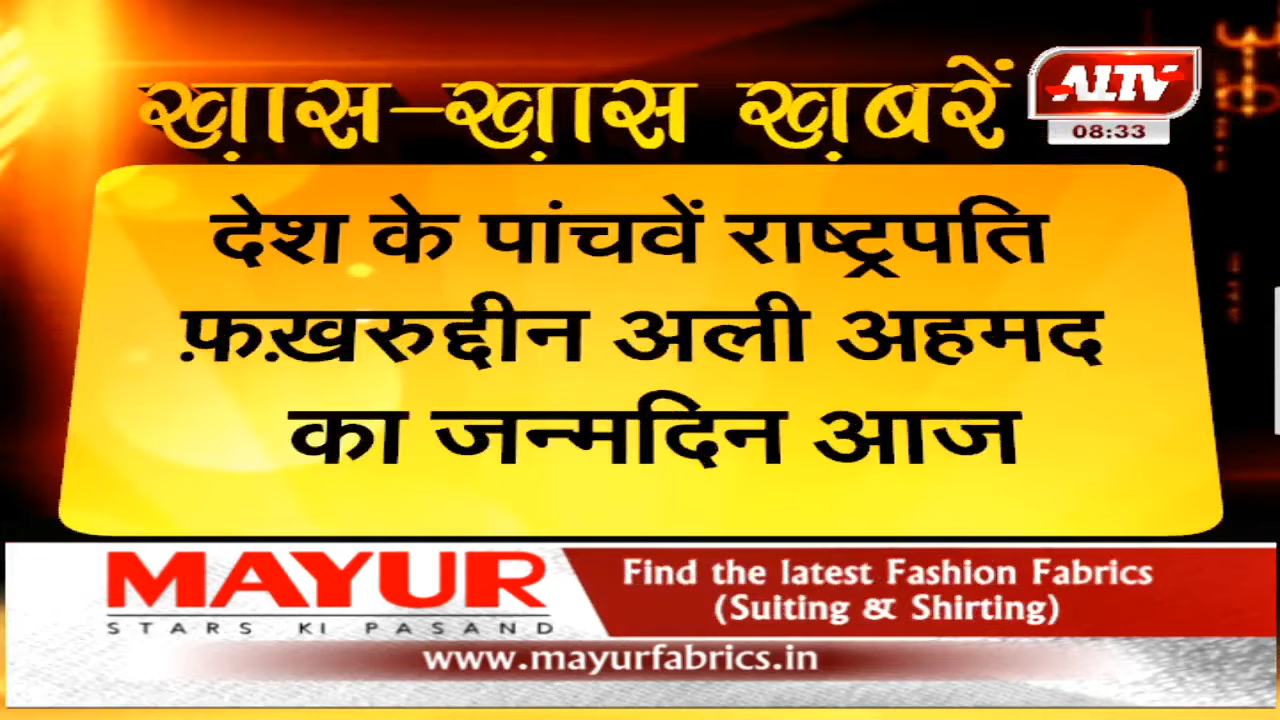 ख़ास-ख़ास ख़बरें
A1TV
08:33
देश के पांचवें राष्ट्रपति
फ़ख़रुद्दीन अली अहमद
का जन्मदिन आज
MAYUR
STARS KI PASAND
Find the latest Fashion Fabrics
(Suiting & Shirting)
www.mayurfabrics.in